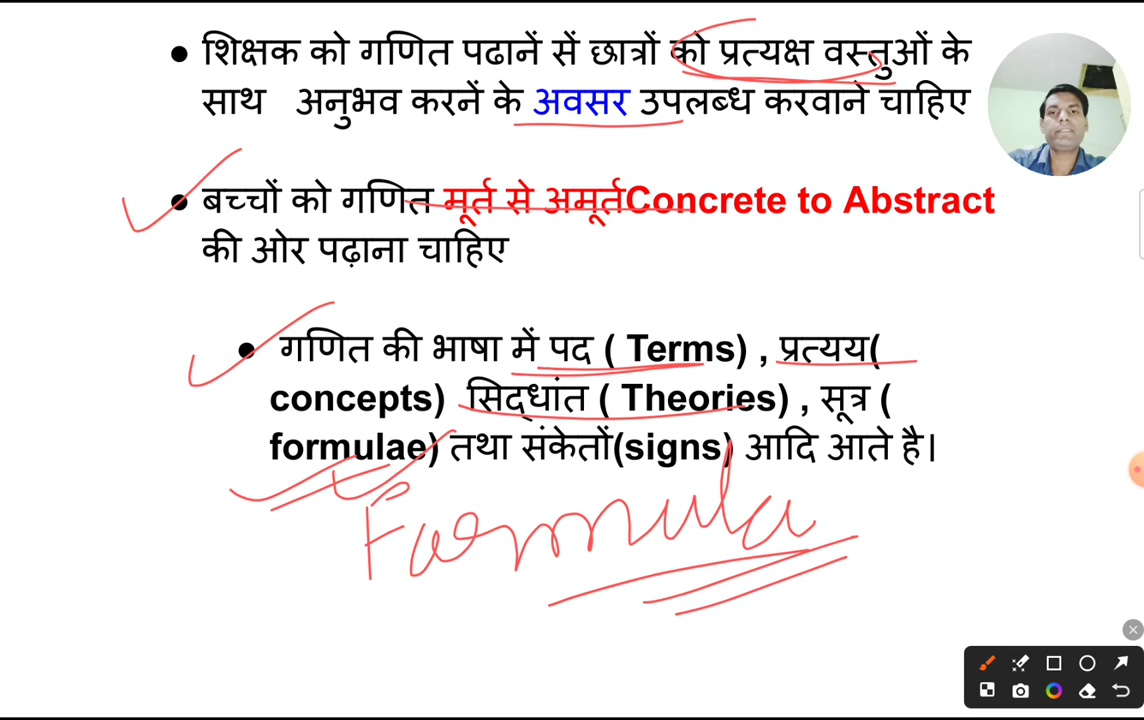 ● शिक्षक को गणित पढानें सें छात्रों को प्रत्यक्ष वस्तुओं के
साथ अनुभव करनें के अवसर उपलब्ध करवाने चाहिए
● बच्चों को गणित मूर्त से अमूर्तConcrete to Abstract
की ओर पढ़ाना चाहिए
● गणित की भाषा में पद ( Terms) , प्रत्यय(
concepts) सिद्धांत ( Theories) , सूत्र (
formulae) तथा संकेतों(signs) आदि आते है।
Formula